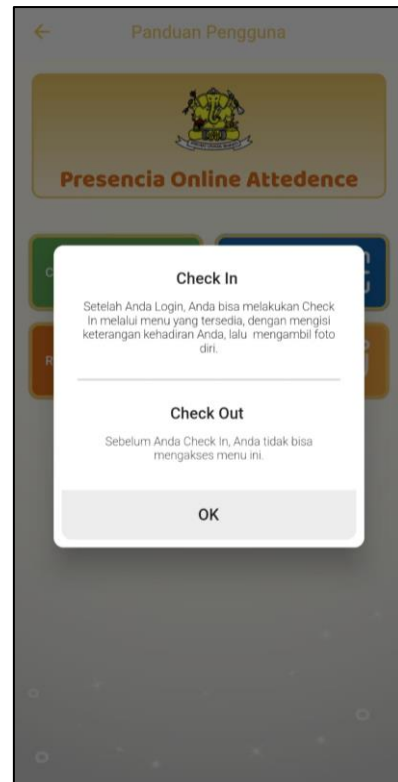 Panduan Pengguna
Presencia Online Attedence
C
R
Check In
Setelah Anda Login, Anda bisa melakukan Check
In melalui menu yang tersedia, dengan mengisi
keterangan kehadiran Anda, lalu mengambil foto
diri.
Check Out
Sebelum Anda Check In, Anda tidak bisa
mengakses menu ini.
OK